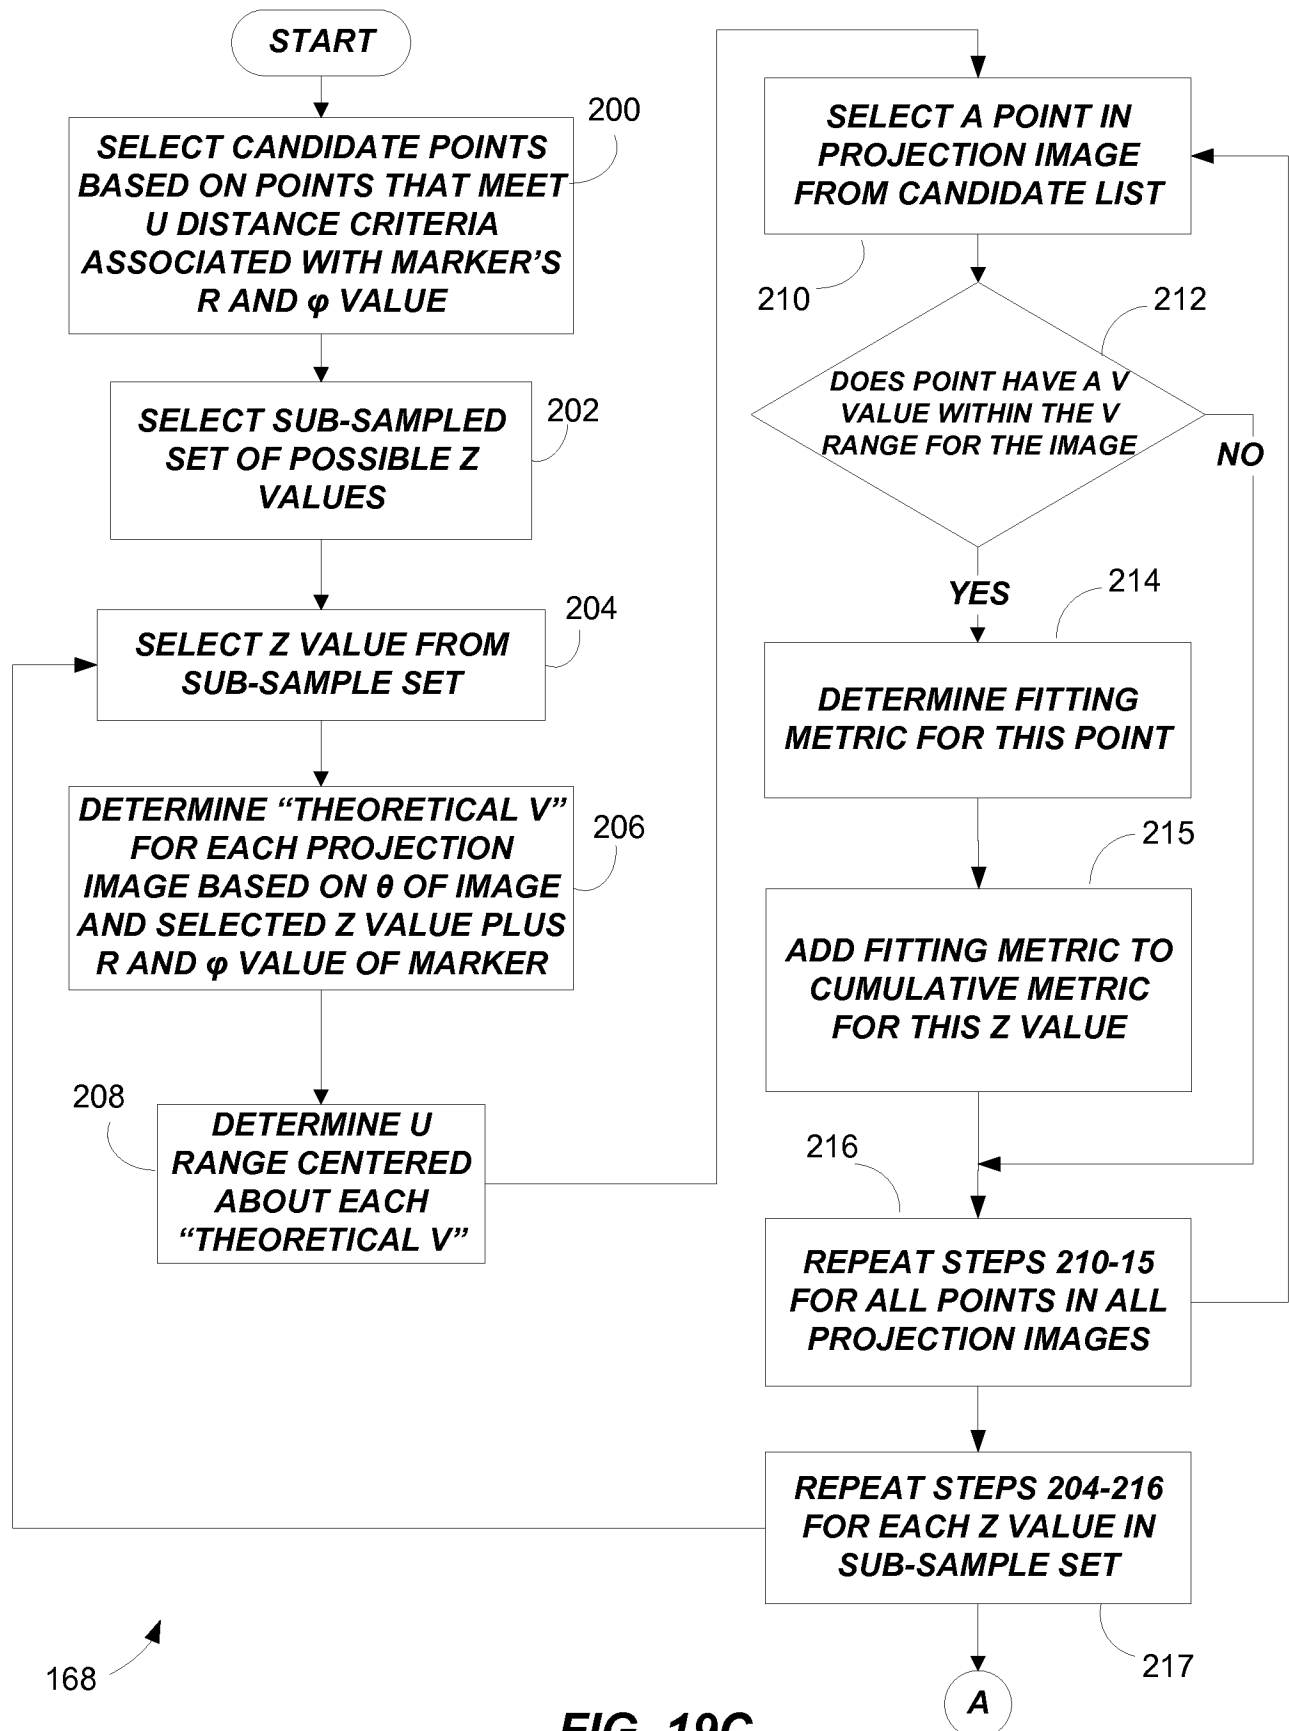 START
200
SELECT CANDIDATE POINTS
BASED ON POINTS THAT MEET
U DISTANCE CRITERIA
ASSOCIATED WITH MARKER'S
R AND φ VALUE
202
SELECT SUB-SAMPLED
SET OF POSSIBLE Z
VALUES
204
SELECT Z VALUE FROM
SUB-SAMPLE SET
206
DETERMINE “THEORETICAL V”
FOR EACH PROJECTION
IMAGE BASED ON θ OF IMAGE
AND SELECTED Z VALUE PLUS
R AND φ VALUE OF MARKER
208
DETERMINE U
RANGE CENTERED
ABOUT EACH
“THEORETICAL V”
SELECT A POINT IN
PROJECTION IMAGE
FROM CANDIDATE LIST
210
212
DOES POINT HAVE A V
VALUE WITHIN THE V
RANGE FOR THE IMAGE
NO
YES
214
DETERMINE FITTING
METRIC FOR THIS POINT
215
ADD FITTING METRIC TO
CUMULATIVE METRIC
FOR THIS Z VALUE
216
REPEAT STEPS 210-15
FOR ALL POINTS IN ALL
PROJECTION IMAGES
REPEAT STEPS 204-216
FOR EACH Z VALUE IN
SUB-SAMPLE SET
217
168
A
FIG. 19C